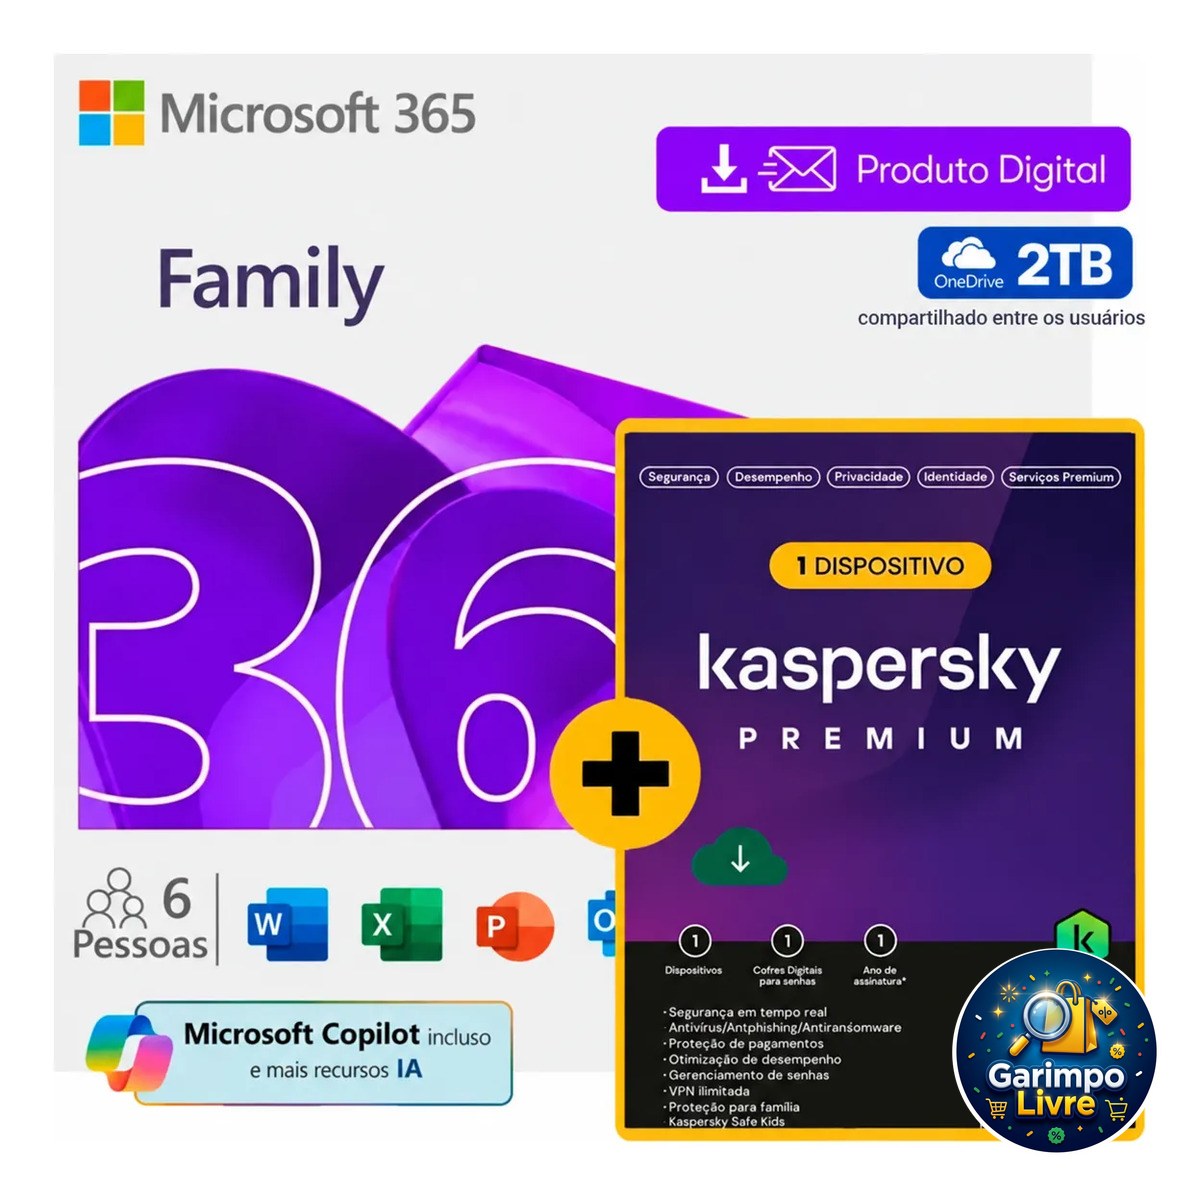 Microsoft 365
Produto Digital
OneDrive 2TB
compartilhado entre os usuários
Family
36
Segurança Desempenho Privacidade Identidade Serviços Premium
1 DISPOSITIVO
kaspersky
PREMIUM
6
Pessoas
W X P O
1 1 1
Dispositivos
Cofres Digitais
para senhas
Ano de
assinatura*
k
Microsoft Copilot incluso
e mais recursos IA
· Segurança em tempo real
Antivírus/Antphishing/Antiransomware
· Proteção de pagamentos
· Otimização de desempenho
· Gerenciamento de senhas
· VPN ilimitada
· Proteção para família
· Kaspersky Safe Kids
%
%
Garimpo
Livre
%